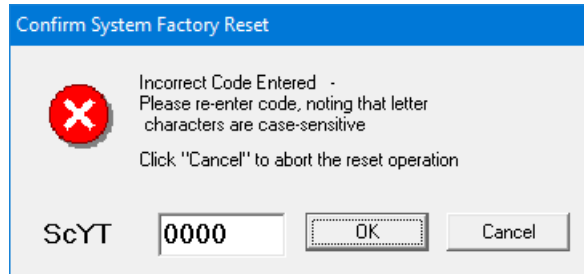 Confirm System Factory Reset
Incorrect Code Entered  -
Please re-enter code, noting that letter
characters are case-sensitive
Click "Cancel" to abort the reset operation
ScYT 0000 OK Cancel